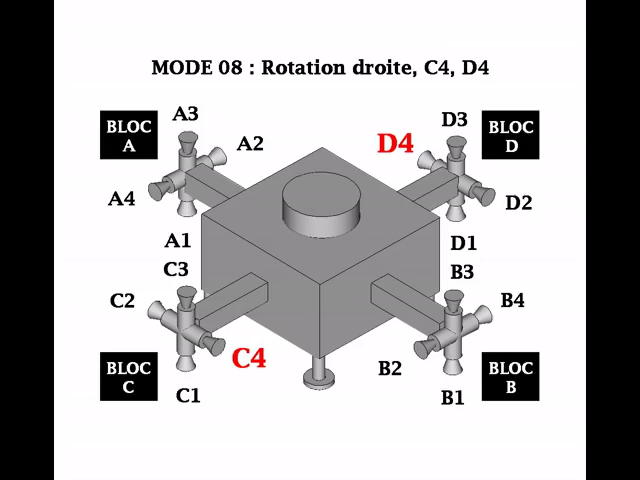 MODE 08 : Rotation droite, C4, D4
A3
D3
BLOC
A
BLOC
D
A2
D4
A4
D2
A1
D1
C3
B3
C2
B4
C4
B2
BLOC
C
BLOC
B
C1
B1